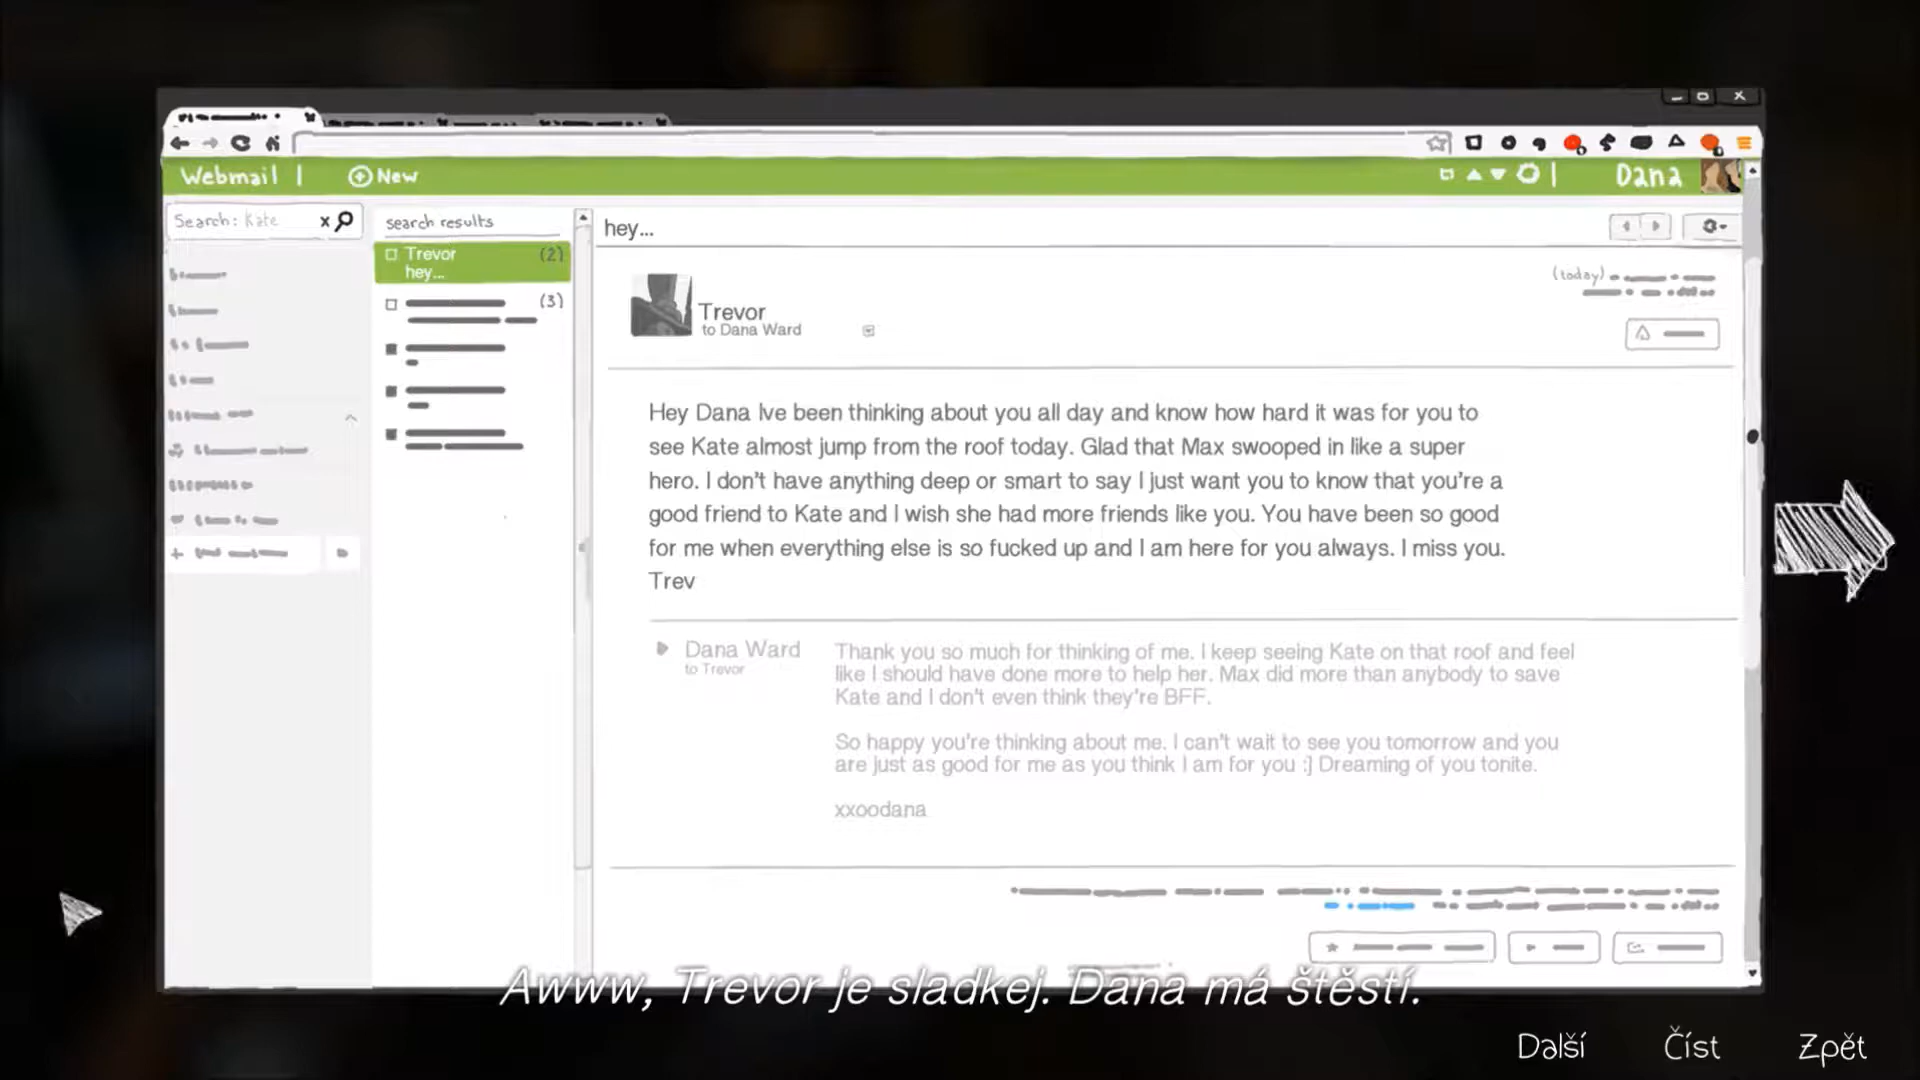 Webmail
New
Dana
Search: Kate
search results
hey...
Trevor (2)
hey...
(3)
(today)
Trevor
to Dana Ward
Hey Dana Ive been thinking about you all day and know how hard it was for you to
see Kate almost jump from the roof today. Glad that Max swooped in like a super
hero. I don't have anything deep or smart to say I just want you to know that you're a
good friend to Kate and I wish she had more friends like you. You have been so good
for me when everything else is so fucked up and I am here for you always. I miss you.
Trev
Dana Ward
to Trevor
Thank you so much for thinking of me. I keep seeing Kate on that roof and feel
like I should have done more to help her. Max did more than anybody to save
Kate and I don't even think they're BFF.
So happy you're thinking about me. I can't wait to see you tomorrow and you
are just as good for me as you think I am for you :] Dreaming of you tonite.
xxoodana
Awww, Trevor je sladkej. Dana má štěstí.
Další
Číst
Zpět